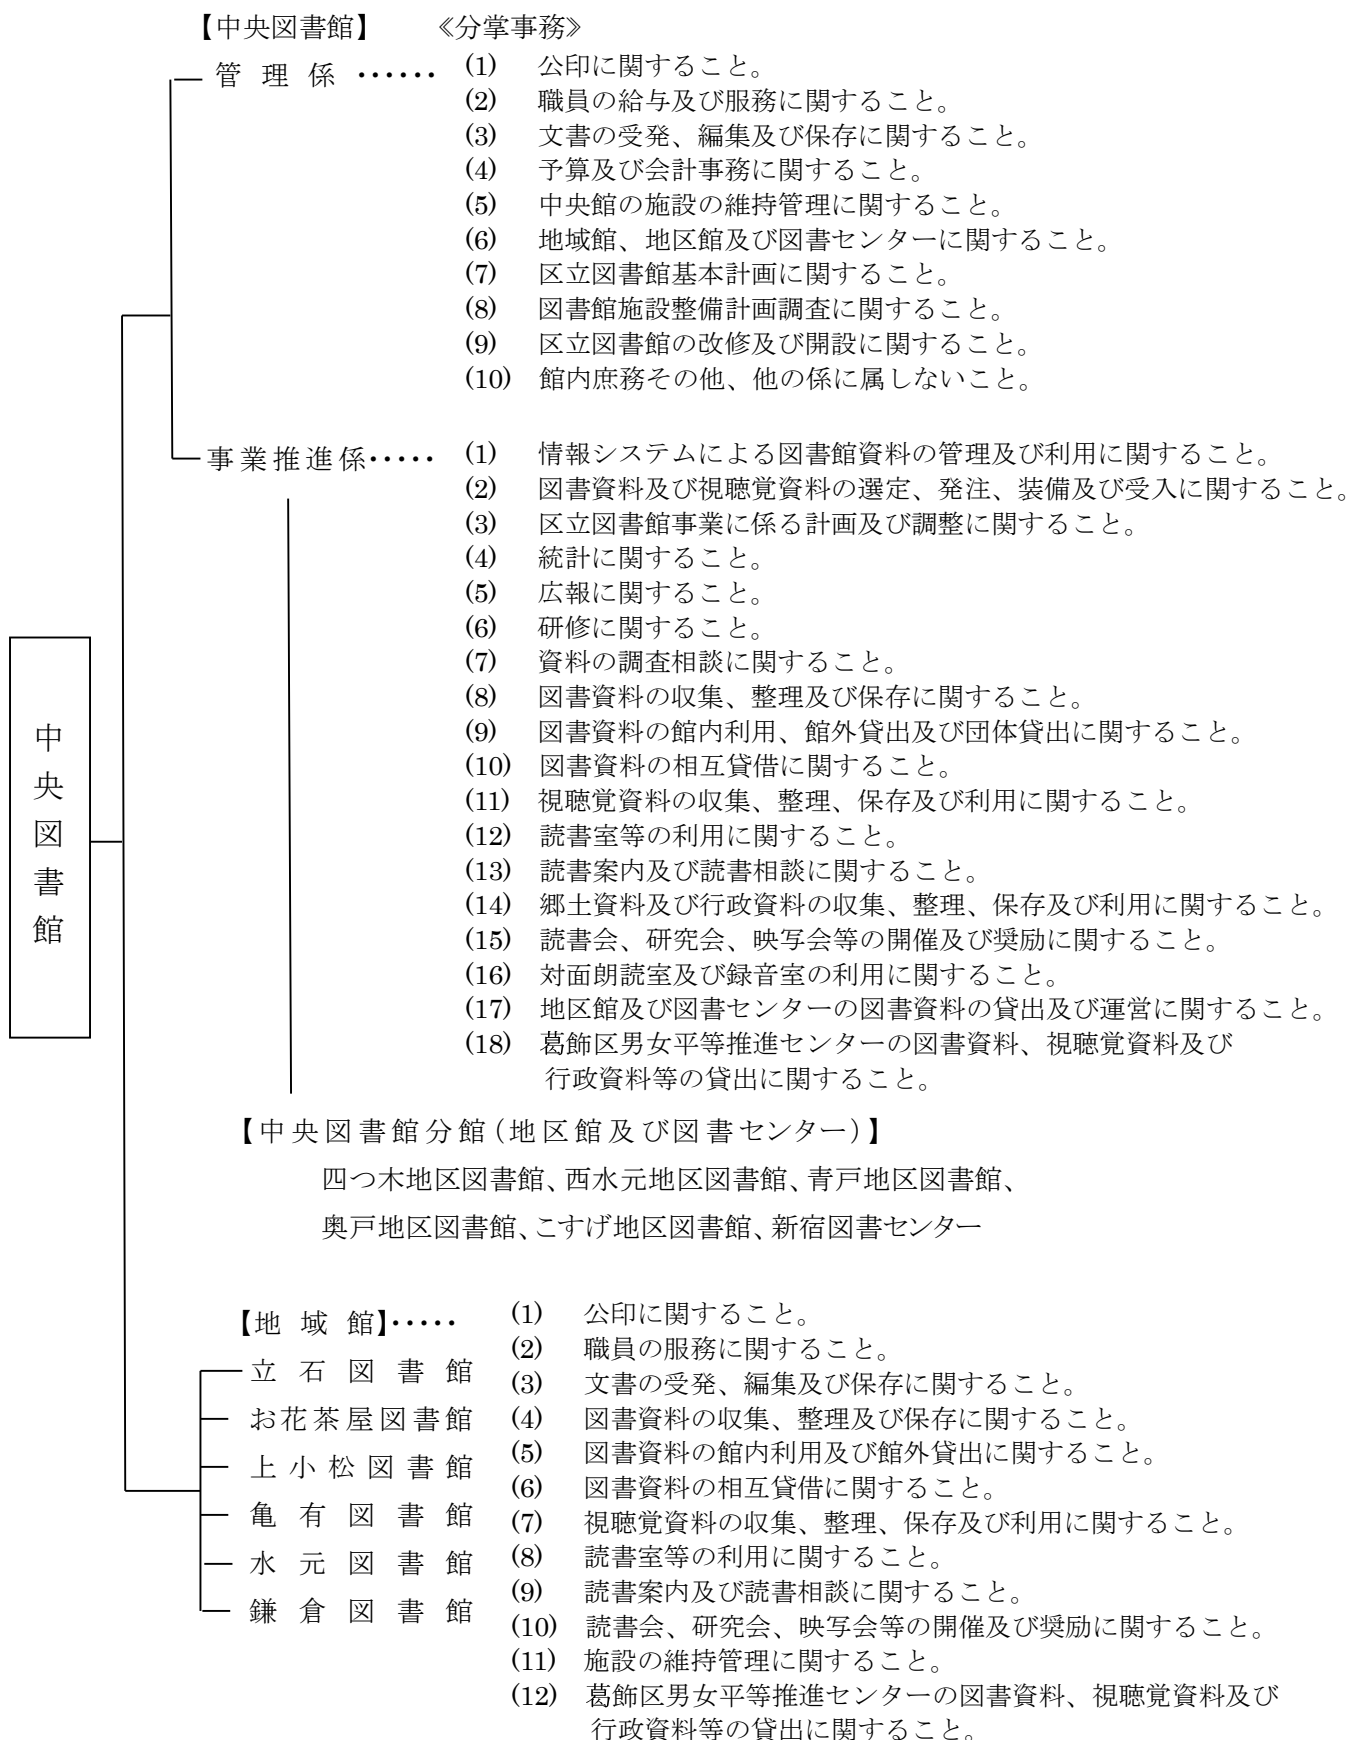 【中央図書館】 《分掌事務》
管理係 ・・・・・・ (1) 公印に関すること。
(2) 職員の給与及び服務に関すること。
(3) 文書の受発、編集及び保存に関すること。
(4) 予算及び会計事務に関すること。
(5) 中央館の施設の維持管理に関すること。
(6) 地域館、地区館及び図書センターに関すること。
(7) 区立図書館基本計画に関すること。
(8) 図書館施設整備計画調査に関すること。
(9) 区立図書館の改修及び開設に関すること。
(10) 館内庶務その他、他の係に属しないこと。
事業推進係・・・・・ (1) 情報システムによる図書館資料の管理及び利用に関すること。
(2) 図書資料及び視聴覚資料の選定、発注、装備及び受入に関すること。
(3) 区立図書館事業に係る計画及び調整に関すること。
(4) 統計に関すること。
(5) 広報に関すること。
(6) 研修に関すること。
(7) 資料の調査相談に関すること。
(8) 図書資料の収集、整理及び保存に関すること。
(9) 図書資料の館内利用、館外貸出及び団体貸出に関すること。
(10) 図書資料の相互貸借に関すること。
(11) 視聴覚資料の収集、整理、保存及び利用に関すること。
(12) 読書室等の利用に関すること。
(13) 読書案内及び読書相談に関すること。
(14) 郷土資料及び行政資料の収集、整理、保存及び利用に関すること。
(15) 読書会、研究会、映写会等の開催及び奨励に関すること。
(16) 対面朗読室及び録音室の利用に関すること。
(17) 地区館及び図書センターの図書資料の貸出及び運営に関すること。
(18) 葛飾区男女平等推進センターの図書資料、視聴覚資料及び
行政資料等の貸出に関すること。
中央図書館
【中央図書館分館(地区館及び図書センター)】
四つ木地区図書館、西水元地区図書館、青戸地区図書館、
奥戸地区図書館、こすげ地区図書館、新宿図書センター
【地域館】・・・・・
立石図書館
お花茶屋図書館
上小松図書館
亀有図書館
水元図書館
鎌倉図書館
(1) 公印に関すること。
(2) 職員の服務に関すること。
(3) 文書の受発、編集及び保存に関すること。
(4) 図書資料の収集、整理及び保存に関すること。
(5) 図書資料の館内利用及び館外貸出に関すること。
(6) 図書資料の相互貸借に関すること。
(7) 視聴覚資料の収集、整理、保存及び利用に関すること。
(8) 読書室等の利用に関すること。
(9) 読書案内及び読書相談に関すること。
(10) 読書会、研究会、映写会等の開催及び奨励に関すること。
(11) 施設の維持管理に関すること。
(12) 葛飾区男女平等推進センターの図書資料、視聴覚資料及び
行政資料等の貸出に関すること。